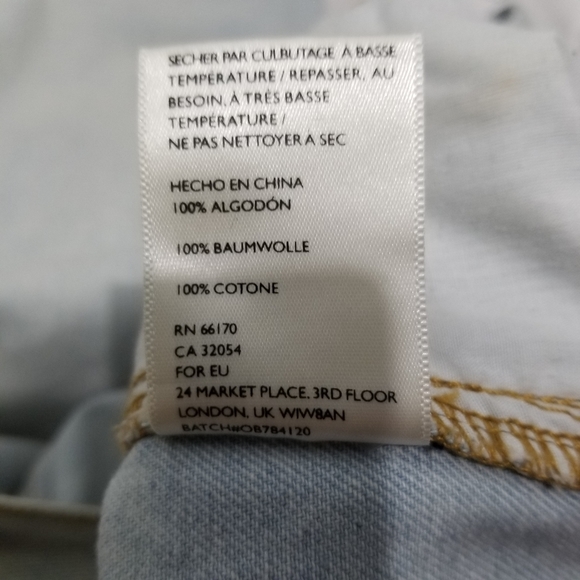 SÉCHER PAR CULBUTAGE À BASSE
TEMPÉRATURE / REPASSER, AU
BESOIN, À TRÈS BASSE
TEMPÉRATURE /
NE PAS NETTOYER A SEC
HECHO EN CHINA
100% ALGODÓN
100% BAUMWOLLE
100% COTONE
RN 66170
CA 32054
FOR EU
24 MARKET PLACE, 3RD FLOOR
LONDON, UK W1W8AN
BATCH#OB784120